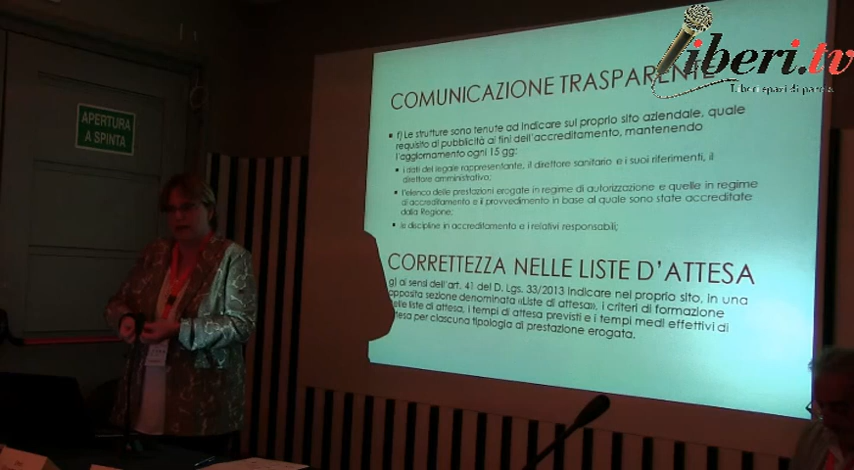 liberi.tv
Liberi spazi di parola
APERTURA
A SPINTA
COMUNICAZIONE TRASPARENTE
f) Le strutture sono tenute ad indicare sul proprio sito aziendale, quale
requisito di pubblicità ai fini dell'accreditamento, mantenendo
l'aggiornamento ogni 15 gg:
i dati del legale rappresentante, il direttore sanitario e i suoi riferimenti, il
direttore amministrativo;
l'elenco delle prestazioni erogate in regime di autorizzazione e quelle in regime
di accreditamento e il provvedimento in base al quale sono state accreditate
dalla Regione;
le discipline in accreditamento e i relativi responsabili;
CORRETTEZZA NELLE LISTE D'ATTESA
g) ai sensi dell'art. 41 del D. Lgs. 33/2013 indicare nel proprio sito, in una
apposita sezione denominata «Liste di attesa», i criteri di formazione
elle liste di attesa, i tempi di attesa previsti e i tempi medi effettivi di
ttesa per ciascuna tipologia di prestazione erogata.